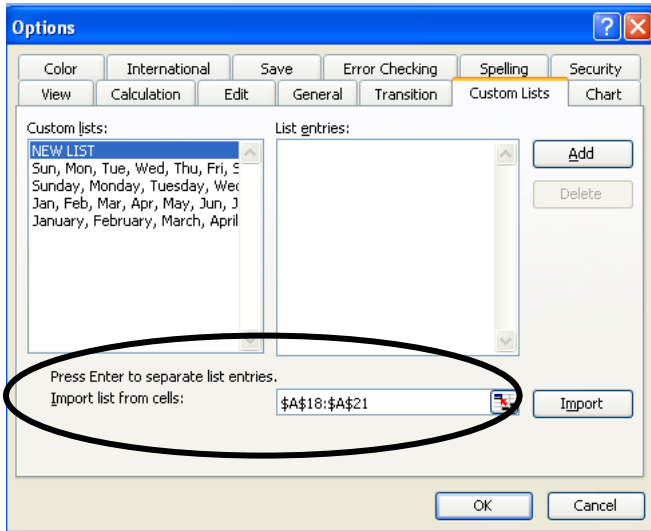 Options
Color International Save Error Checking Spelling Security
View Calculation Edit General Transition Custom Lists Chart
Custom lists: List entries:
NEW LIST Add
Sun, Mon, Tue, Wed, Thu, Fri, S
Sunday, Monday, Tuesday, Wed
Jan, Feb, Mar, Apr, May, Jun, J Delete
January, February, March, April
Press Enter to separate list entries.
Import list from cells: $A$18:$A$21 Import
OK Cancel